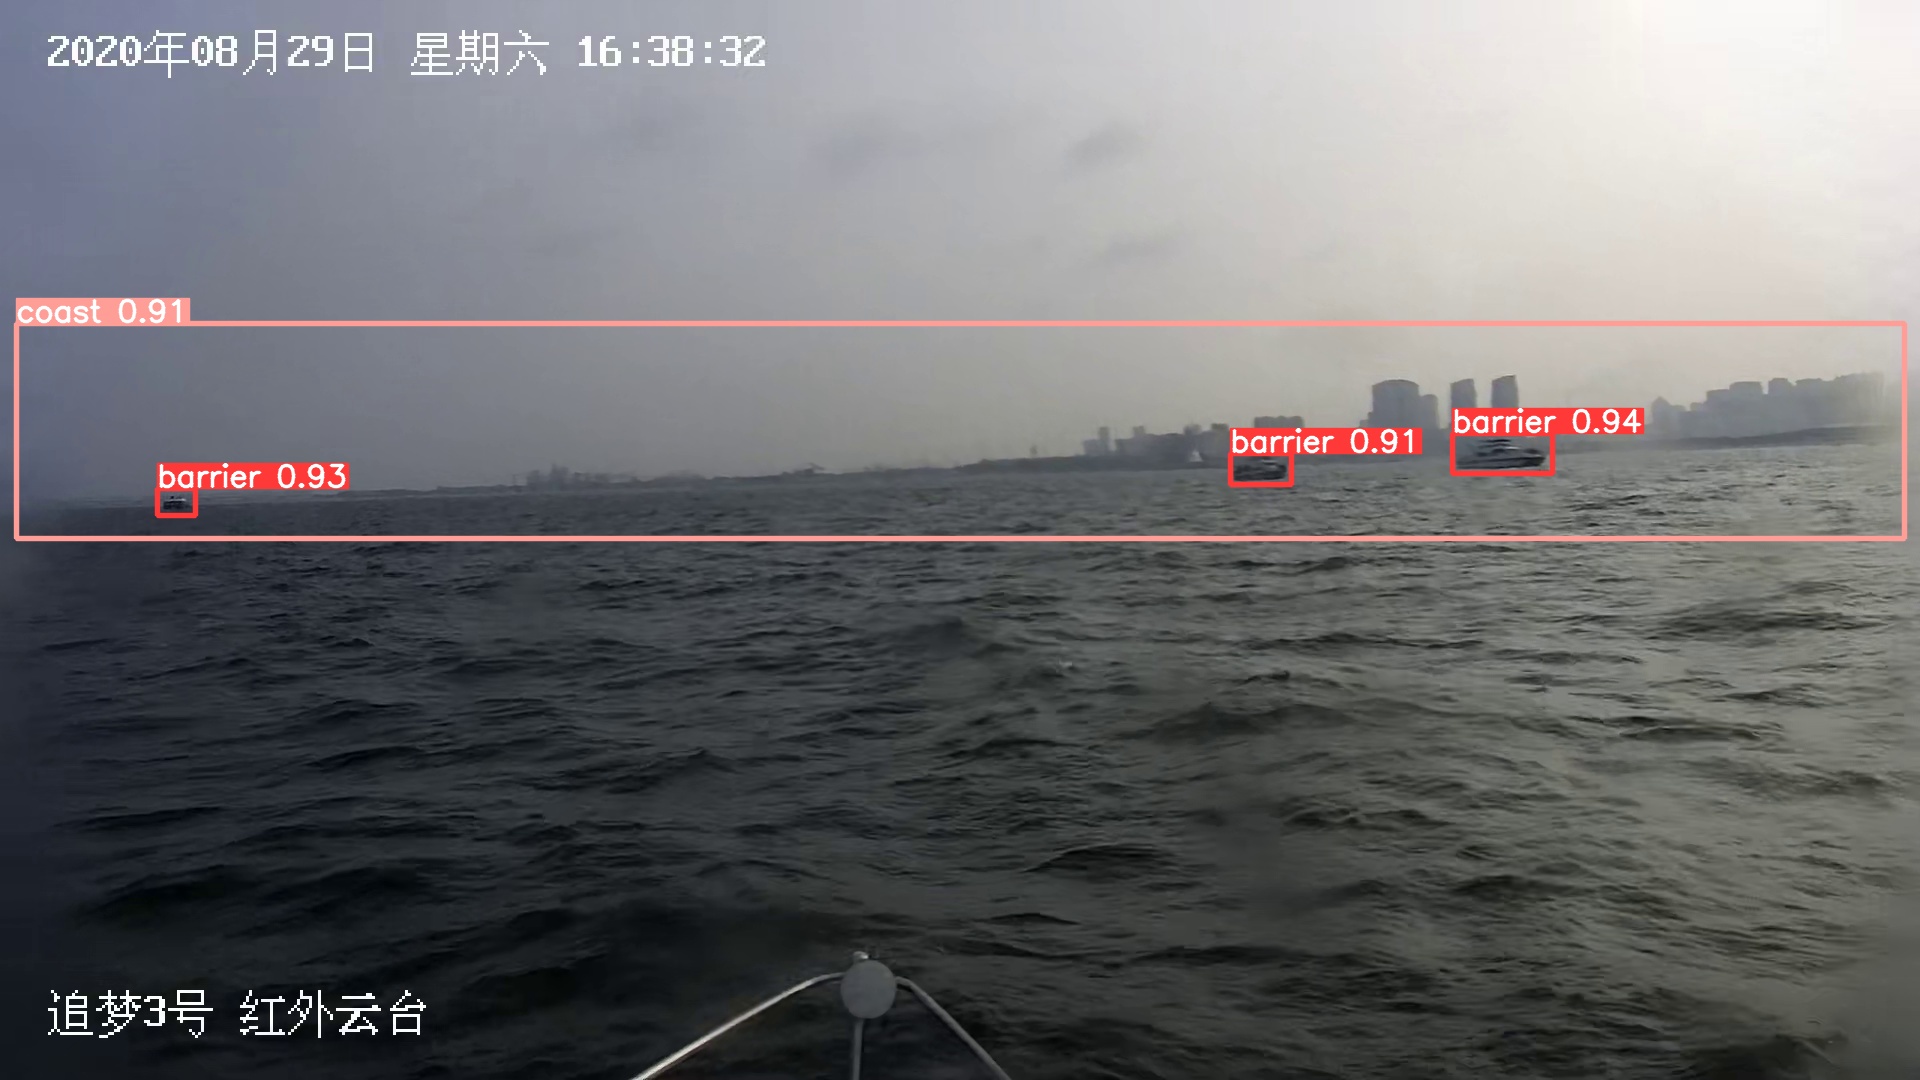 2020年08月29日 星期六 16:38:32
coast 0.91
barrier 0.94
barrier 0.91
barrier 0.93
追梦3号 红外云台